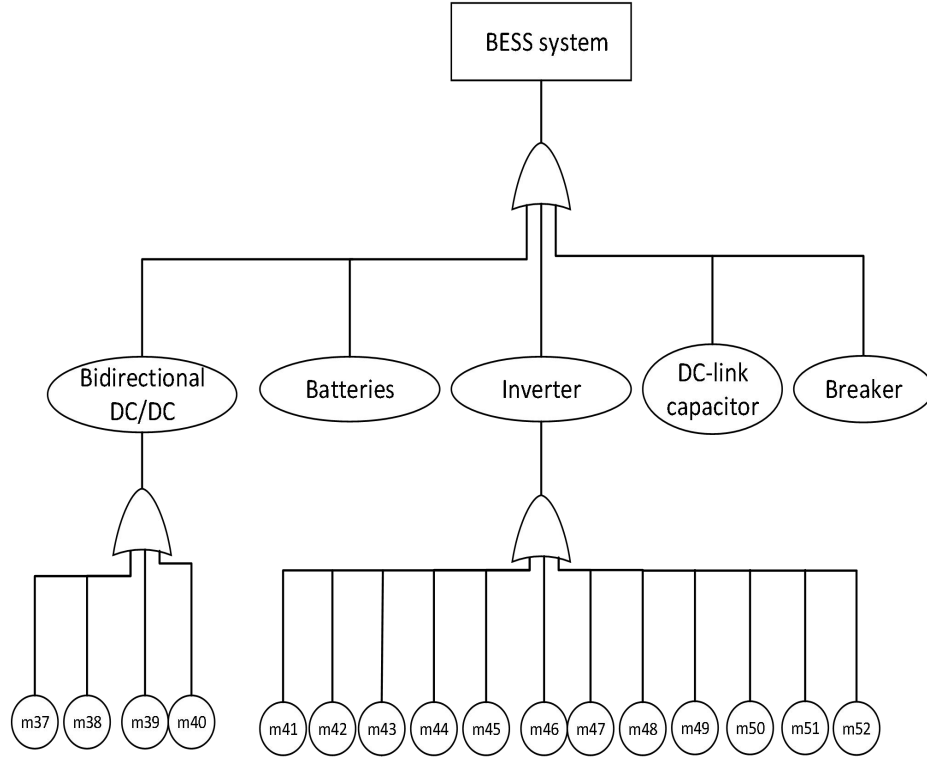 BESS system
Bidirectional
DC/DC
Batteries
Inverter
DC-link
capacitor
Breaker
m37
m38
m39
m40
m41
m42
m43
m44
m45
m46
m47
m48
m49
m50
m51
m52